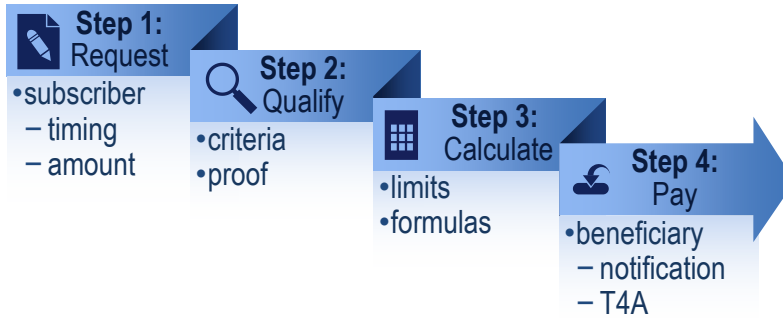 Step 1:
Request
•subscriber
– timing
– amount
Step 2:
Qualify
•criteria
•proof
Step 3:
Calculate
•limits
•formulas
Step 4:
Pay
•beneficiary
– notification
– T4A